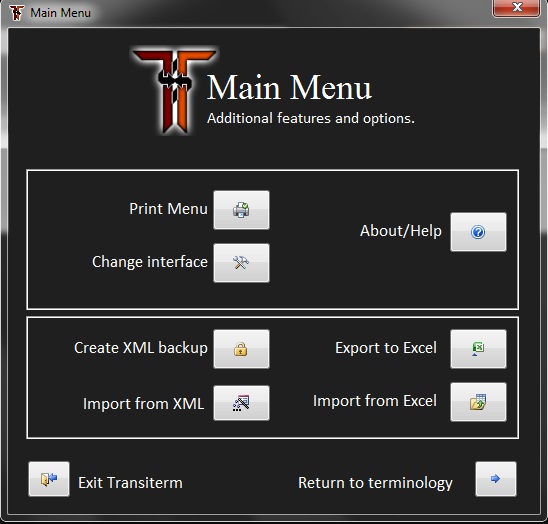 Main Menu
Main Menu
Additional features and options.
Print Menu
About/Help
Change interface
Create XML backup
Export to Excel
Import from XML
Import from Excel
Exit Transiterm
Return to terminology